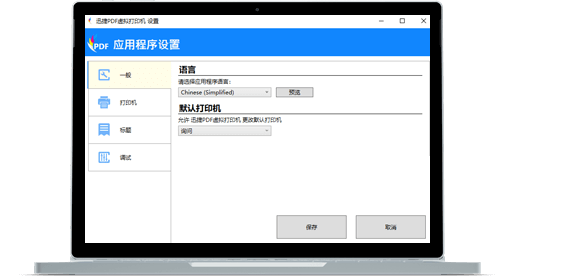 迅捷PDF虚拟打印机 设置
PDF 应用程序设置
一般
打印机
标题
调试
语言
请选择应用程序语言:
Chinese (Simplified)
预览
默认打印机
允许 迅捷PDF虚拟打印机 更改默认打印机
询问
保存
取消